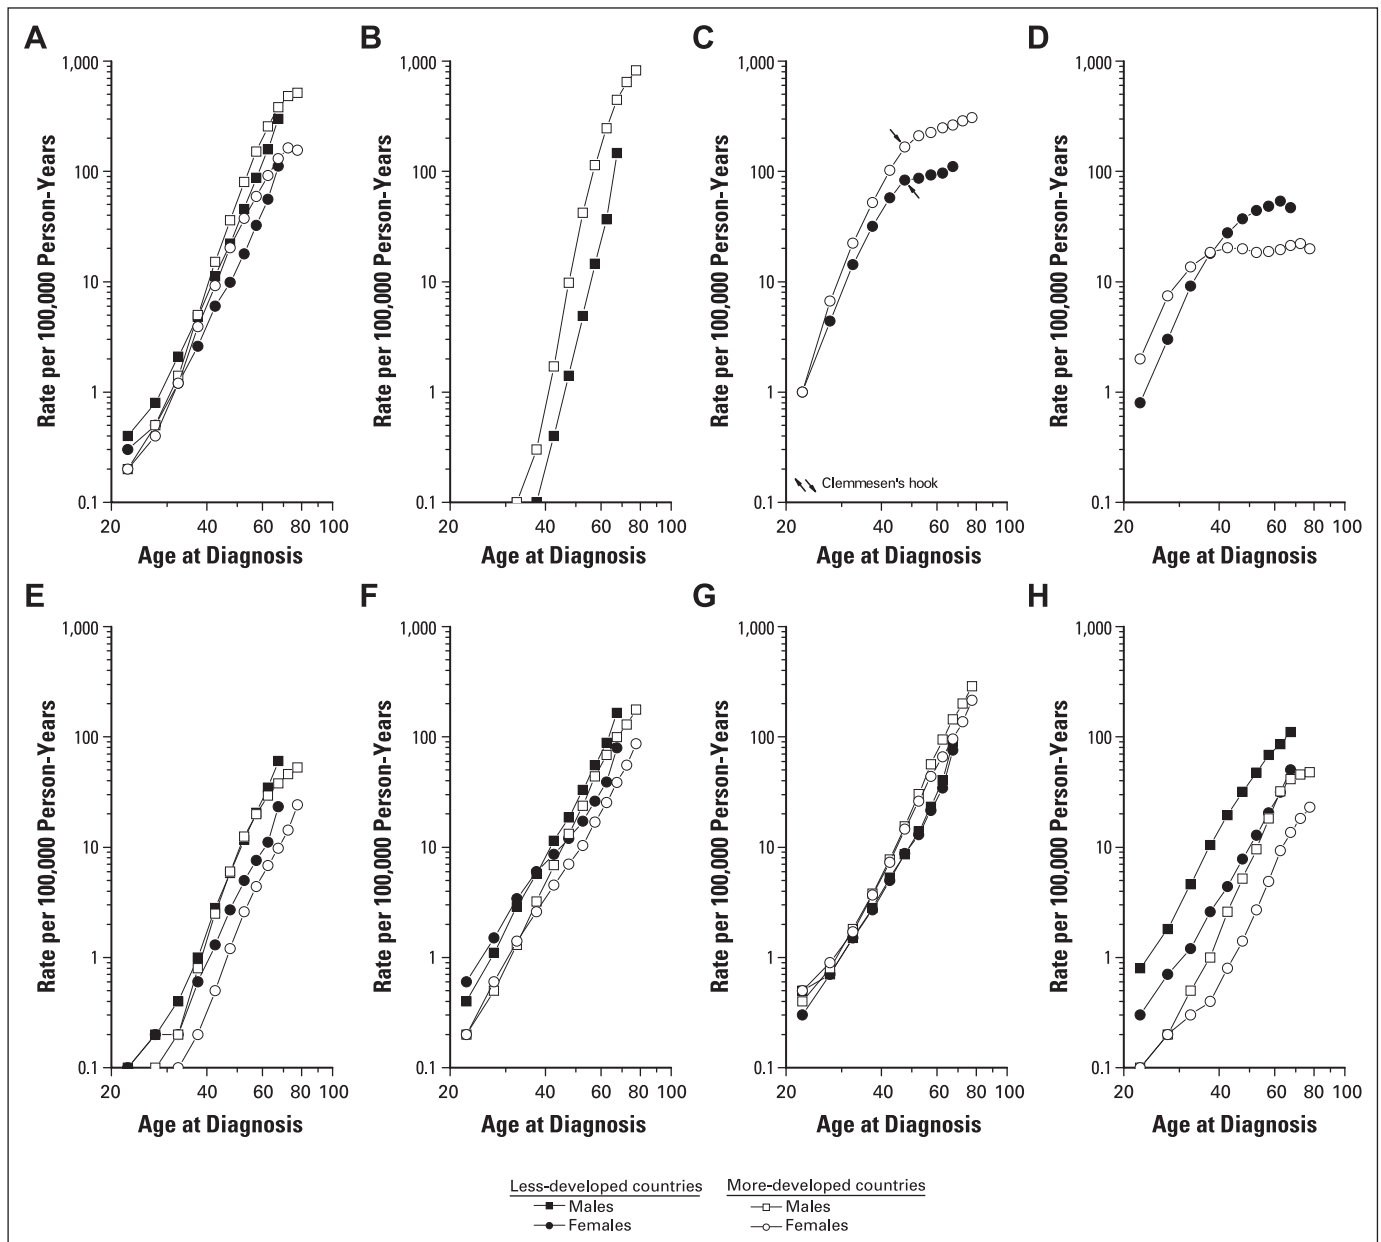 A
B
C
D
1,000
100
10
1
0.1
Rate per 100,000 Person-Years
20
40
60
80
100
Age at Diagnosis
1,000
100
10
1
0.1
Rate per 100,000 Person-Years
20
40
60
80
100
Age at Diagnosis
1,000
100
10
1
0.1
Rate per 100,000 Person-Years
Clemmesen's hook
20
40
60
80
100
Age at Diagnosis
1,000
100
10
1
0.1
Rate per 100,000 Person-Years
20
40
60
80
100
Age at Diagnosis
E
F
G
H
1,000
100
10
1
0.1
Rate per 100,000 Person-Years
20
40
60
80
100
Age at Diagnosis
1,000
100
10
1
0.1
Rate per 100,000 Person-Years
20
40
60
80
100
Age at Diagnosis
1,000
100
10
1
0.1
Rate per 100,000 Person-Years
20
40
60
80
100
Age at Diagnosis
1,000
100
10
1
0.1
Rate per 100,000 Person-Years
20
40
60
80
100
Age at Diagnosis
Less-developed countries
Males
Females
More-developed countries
Males
Females